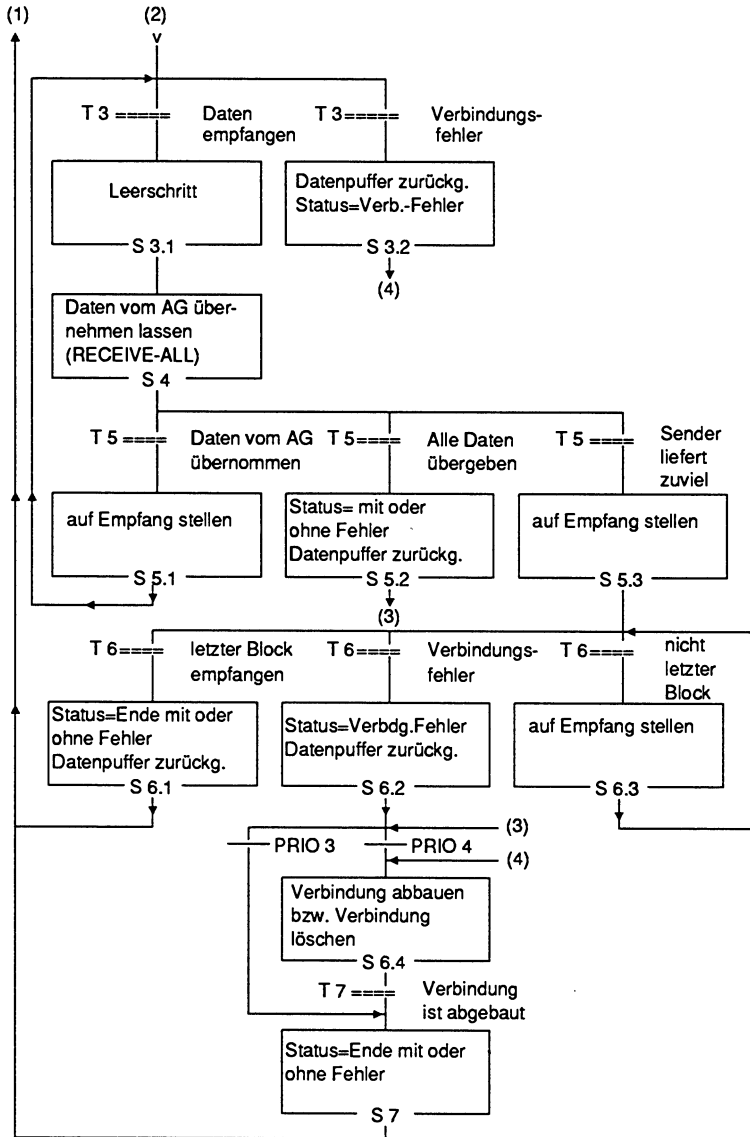 (1)
(2)
v
T 3 ===== Daten
empfangen
T 3 ===== Verbindungs-
fehler
Leerschritt
S 3.1
Datenpuffer zurückg.
Status=Verb.-Fehler
S 3.2
(4)
Daten vom AG über-
nehmen lassen
(RECEIVE-ALL)
S 4
T 5 ==== Daten vom AG
übernommen
T 5 ==== Alle Daten
übergeben
T 5 ==== Sender
liefert
zuviel
auf Empfang stellen
S 5.1
Status= mit oder
ohne Fehler
Datenpuffer zurückg.
S 5.2
(3)
auf Empfang stellen
S 5.3
T 6 ==== letzter Block
empfangen
T 6 ==== Verbindungs-
fehler
T 6 ==== nicht
letzter
Block
Status=Ende mit oder
ohne Fehler
Datenpuffer zurückg.
S 6.1
Status=Verbdg.Fehler
Datenpuffer zurückg.
S 6.2
auf Empfang stellen
S 6.3
(3)
PRIO 3
PRIO 4
(4)
Verbindung abbauen
bzw. Verbindung
löschen
S 6.4
T 7 ==== Verbindung
ist abgebaut
Status=Ende mit oder
ohne Fehler
S 7